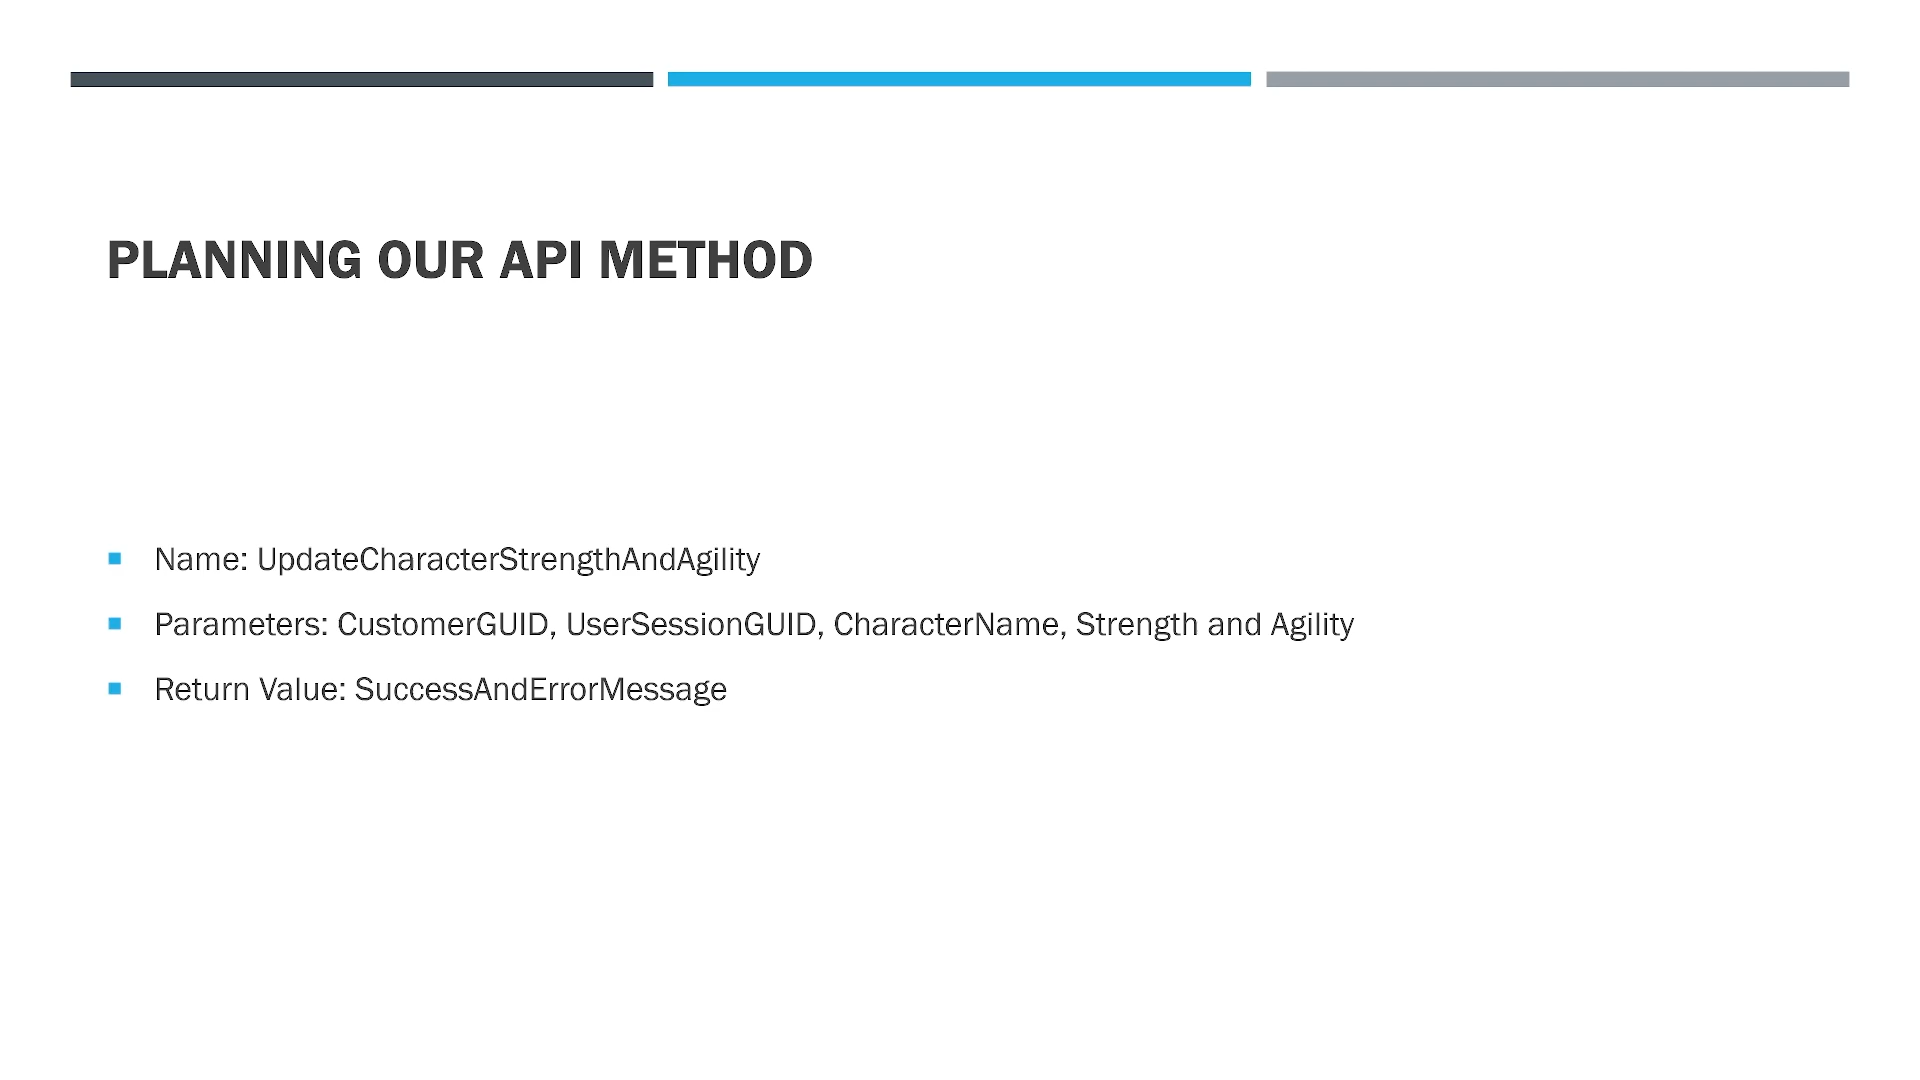 PLANNING OUR API METHOD
Name: UpdateCharacterStrengthAndAgility
Parameters: CustomerGUID, UserSessionGUID, CharacterName, Strength and Agility
Return Value: SuccessAndErrorMessage